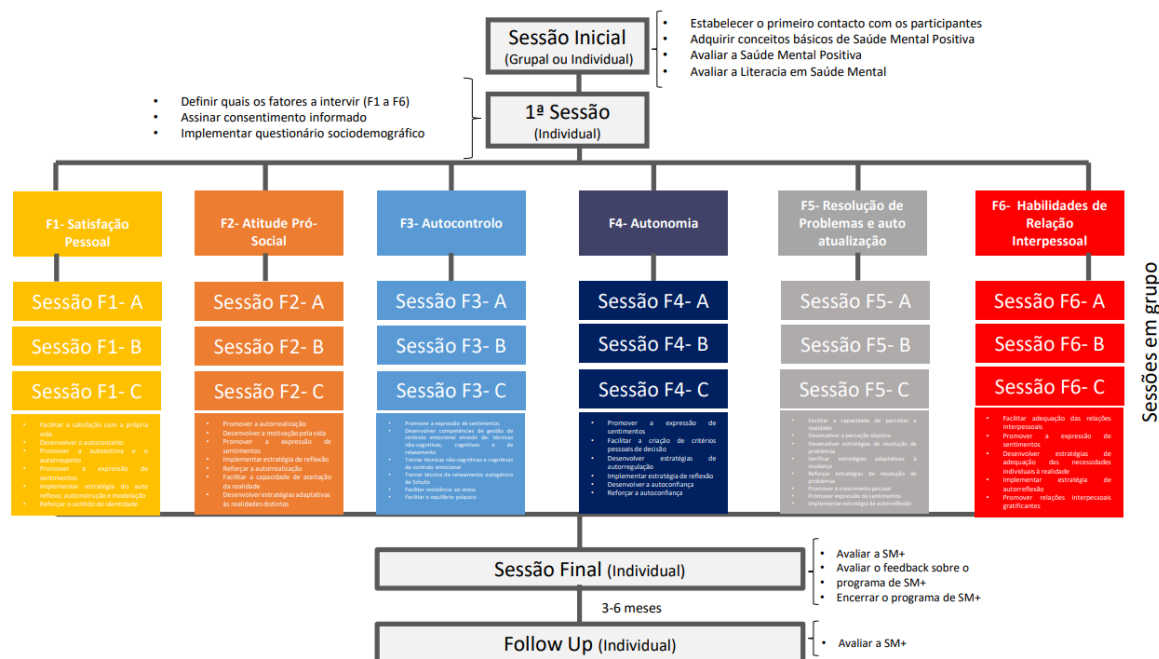 Sessão Inicial
(Grupal ou Individual)
• Estabelecer o primeiro contacto com os participantes
• Adquirir conceitos básicos de Saúde Mental Positiva
• Avaliar a Saúde Mental Positiva
• Avaliar a Literacia em Saúde Mental
• Definir quais os fatores a intervir (F1 a F6)
• Assinar consentimento informado
• Implementar questionário sociodemográfico
1ª Sessão
(Individual)
F1- Satisfação
Pessoal
Sessão F1- A
Sessão F1- B
Sessão F1- C
• Facilitar a satisfação com a própria
vida
• Desenvolver o autoconceito
• Promover a autoestima e o
autorrespeito
• Promover a expressão de
sentimentos
• Implementar estratégia do auto
reflexo, autoinstrução e modelação
• Reforçar o sentido de identidade
F2- Atitude Pró-
Social
Sessão F2- A
Sessão F2- B
Sessão F2- C
• Promover a autorrealização
• Desenvolver a motivação pela vida
• Promover a expressão de
sentimentos
• Implementar estratégia de reflexão
• Reforçar a autorrealização
• Facilitar a capacidade de aceitação
da realidade
• Desenvolver estratégias adaptativas
às realidades distintas
F3- Autocontrolo
Sessão F3- A
Sessão F3- B
Sessão F3- C
• Promover a expressão de sentimentos
• Desenvolver competências da gestão do
controlo emocional através de técnicas
não-cognitivas, cognitivas e de
relaxamento
• Treinar técnicas não-cognitivas e cognitivas
de controlo emocional
• Treinar técnica do relaxamento autogénico
de Schultz
• Facilitar resistência ao stress
• Facilitar o equilíbrio psíquico
F4- Autonomia
Sessão F4- A
Sessão F4- B
Sessão F4- C
• Promover a expressão de
sentimentos
• Facilitar a criação de critérios
pessoais de decisão
• Desenvolver estratégias de
autorregulação
• Implementar estratégia de reflexão
• Desenvolver a autoconfiança
• Reforçar a autoconfiança
F5- Resolução de
Problemas e auto
atualização
Sessão F5- A
Sessão F5- B
Sessão F5- C
• Facilitar a capacidade de perceber a
realidade
• Desenvolver a perceção objetiva
• Desenvolver estratégias de resolução de
problemas
• Verificar estratégias adaptativas à
mudança
• Reforçar estratégias de resolução de
problemas
• Promover o crescimento pessoal
• Promover expressão de sentimentos
• Implementar estratégia de autorreflexão
F6- Habilidades de
Relação
Interpessoal
Sessão F6- A
Sessão F6- B
Sessão F6- C
• Facilitar adequação das relações
interpessoais
• Promover a expressão de
sentimentos
• Desenvolver estratégias de
adequação das necessidades
individuais à realidade
• Implementar estratégia de
autorreflexão
• Promover relações interpessoais
gratificantes
Sessões em grupo
Sessão Final (Individual)
• Avaliar a SM+
• Avaliar o feedback sobre o
• programa de SM+
• Encerrar o programa de SM+
3-6 meses
Follow Up (Individual)
• Avaliar a SM+